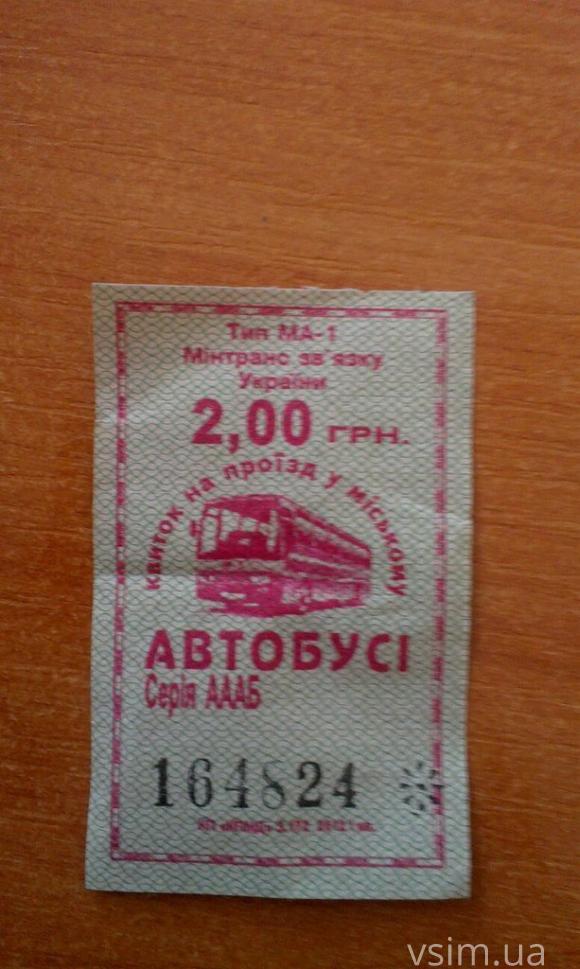 Тип МА-1
Мінтранс зв'язку
України
2,00 ГРН.
квиток на проїзд у міському
АВТОБУСІ
Серія АААБ
164824
vsim.ua